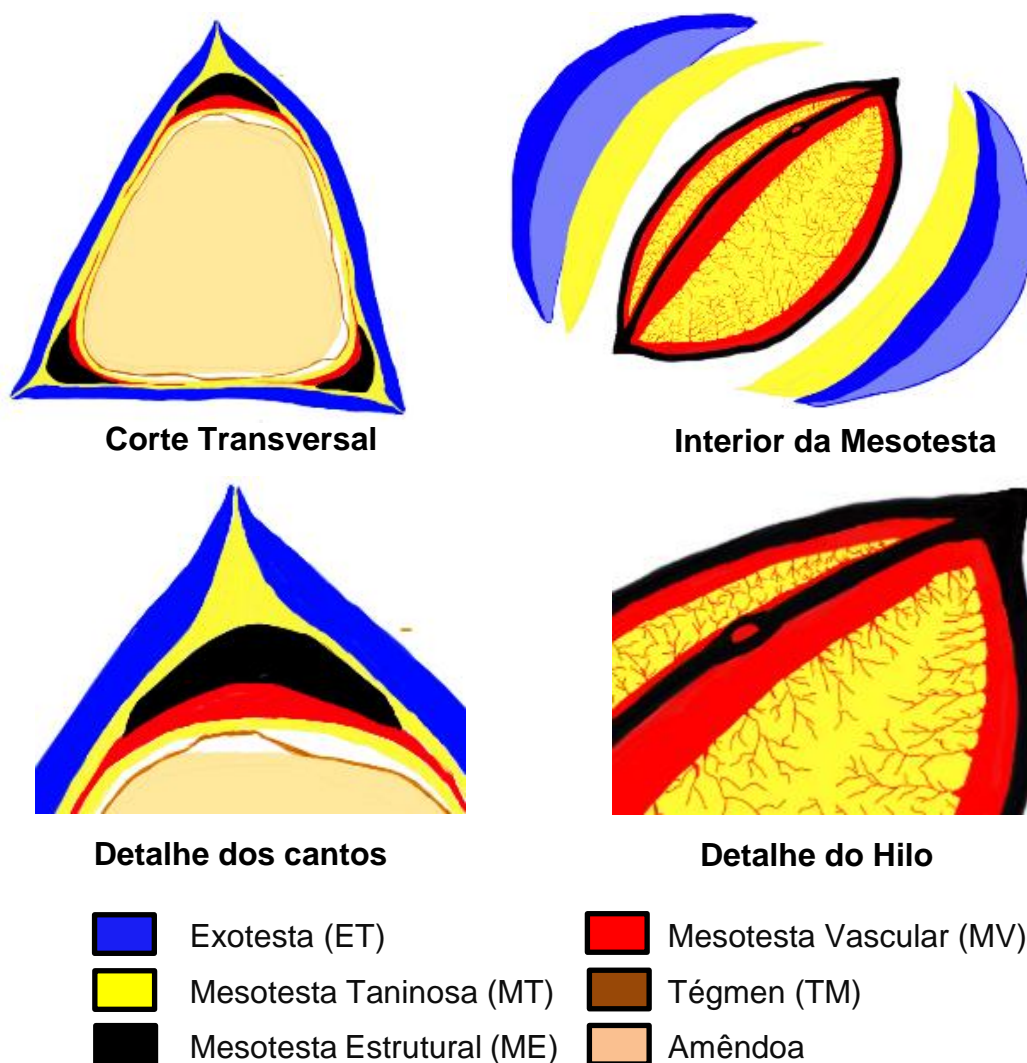 Corte Transversal
Interior da Mesotesta
Detalhe dos cantos
Detalhe do Hilo
Exotesta (ET)
Mesotesta Vascular (MV)
Mesotesta Taninosa (MT)
Tégmen (TM)
Mesotesta Estrutural (ME)
Amêndoa